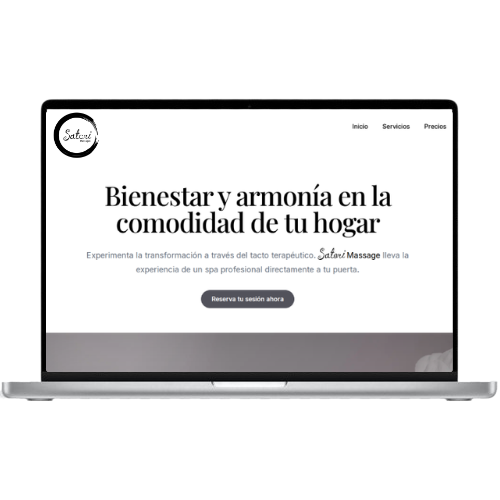 Satori
Massage
Inicio Servicios Precios
Bienestar y armonía en la
comodidad de tu hogar
Experimenta la transformación a través del tacto terapéutico. Satori Massage lleva la
experiencia de un spa profesional directamente a tu puerta.
Reserva tu sesión ahora